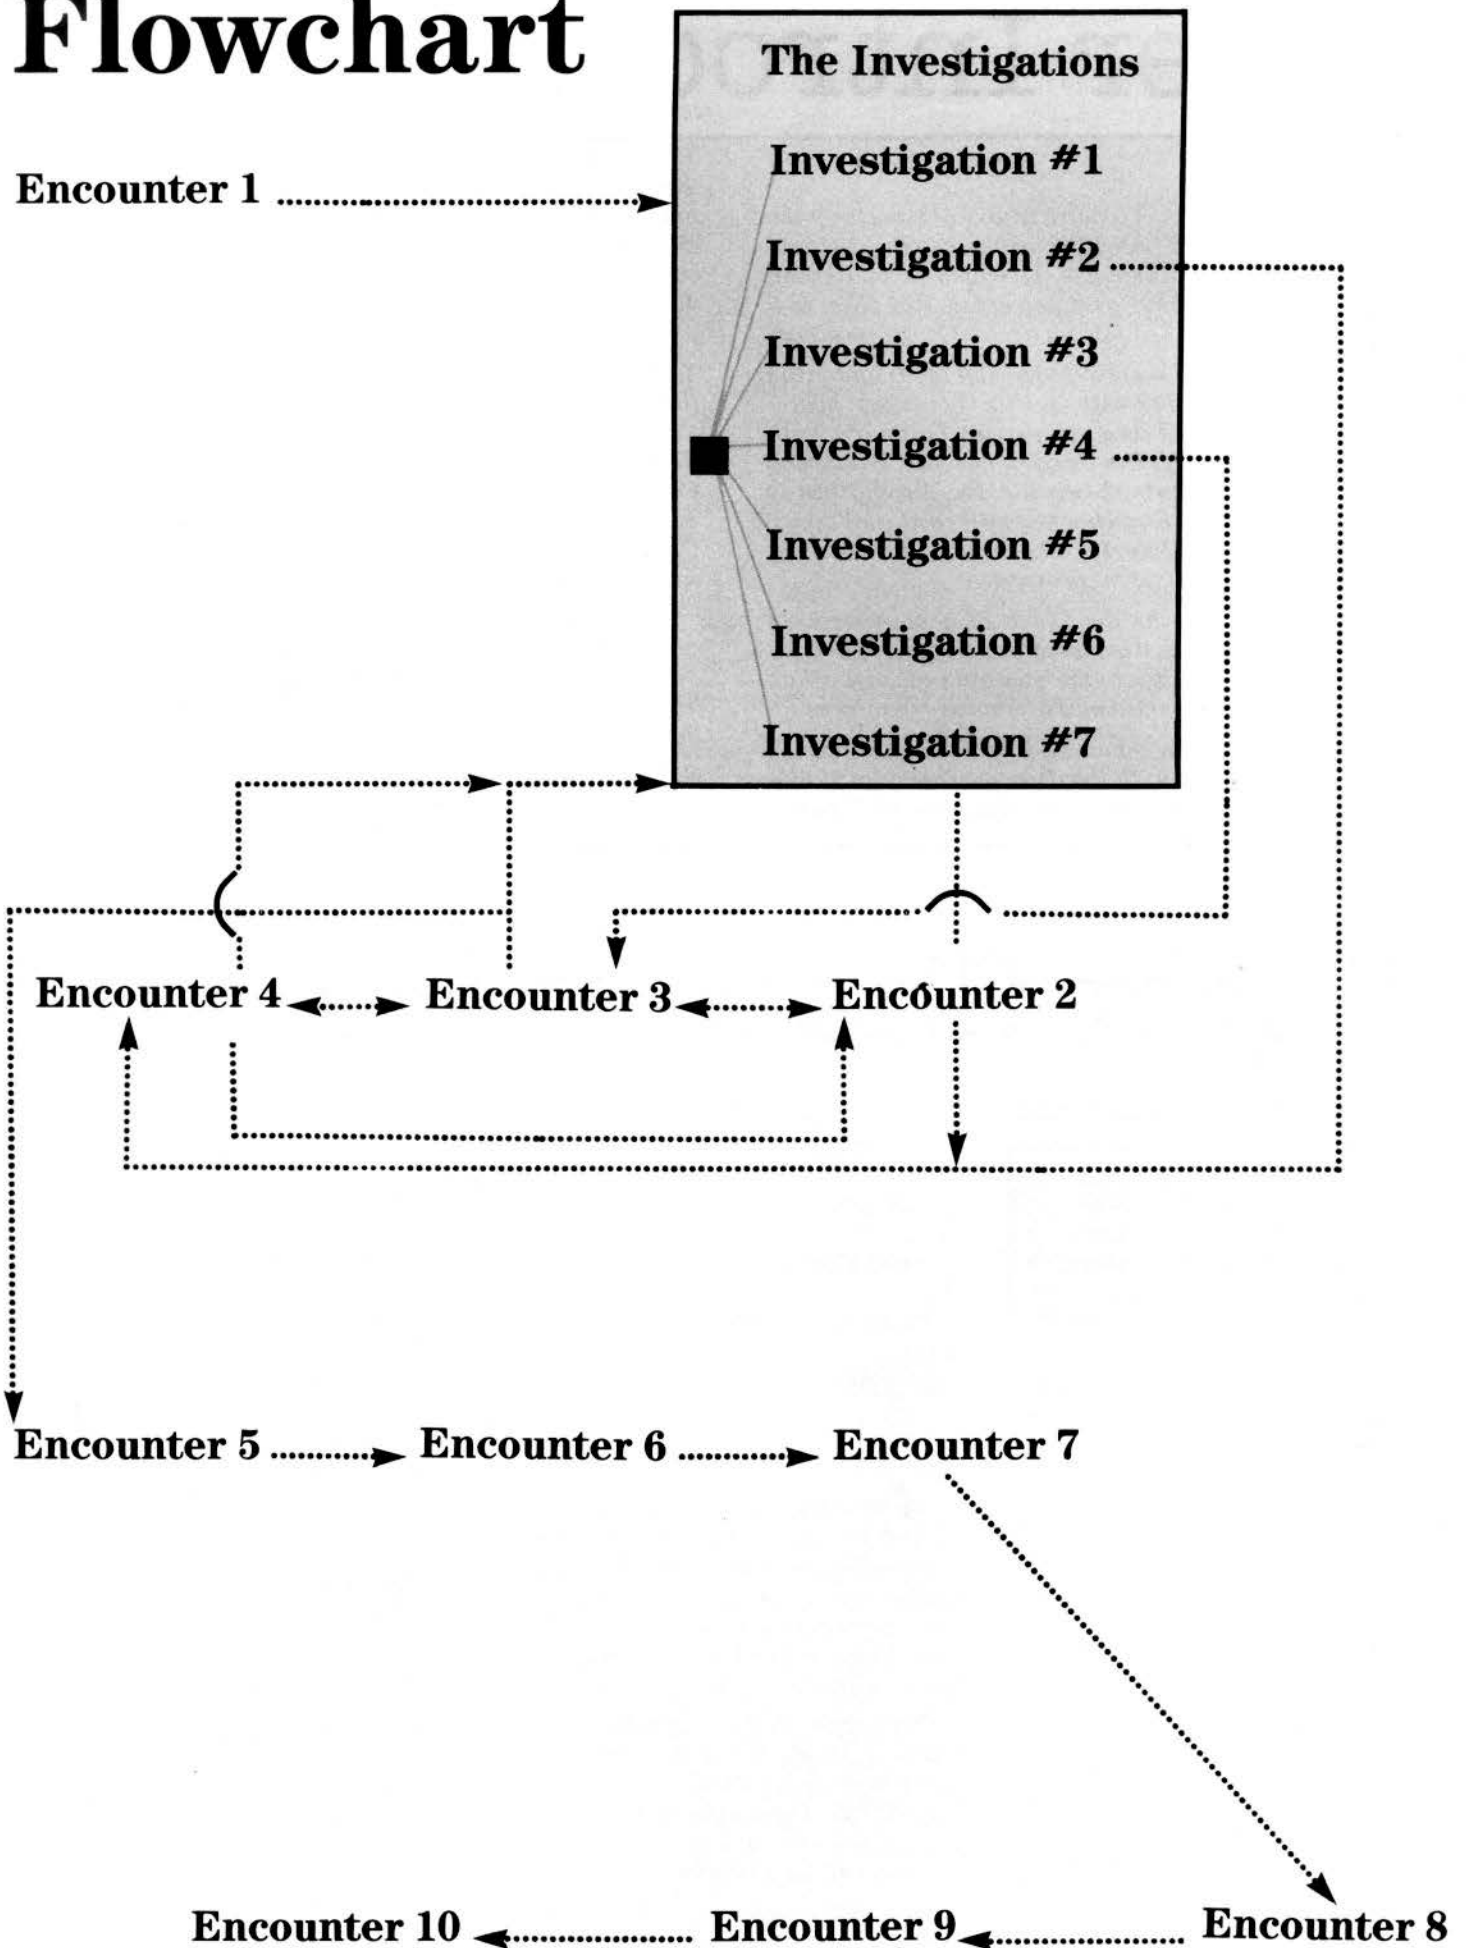 Flowchart
The Investigations
Investigation #1
Encounter 1
Investigation #2
Investigation #3
Investigation #4
Investigation #5
Investigation #6
Investigation #7
Encounter 4
Encounter 3
Encounter 2
Encounter 5
Encounter 6
Encounter 7
Encounter 10
Encounter 9
Encounter 8